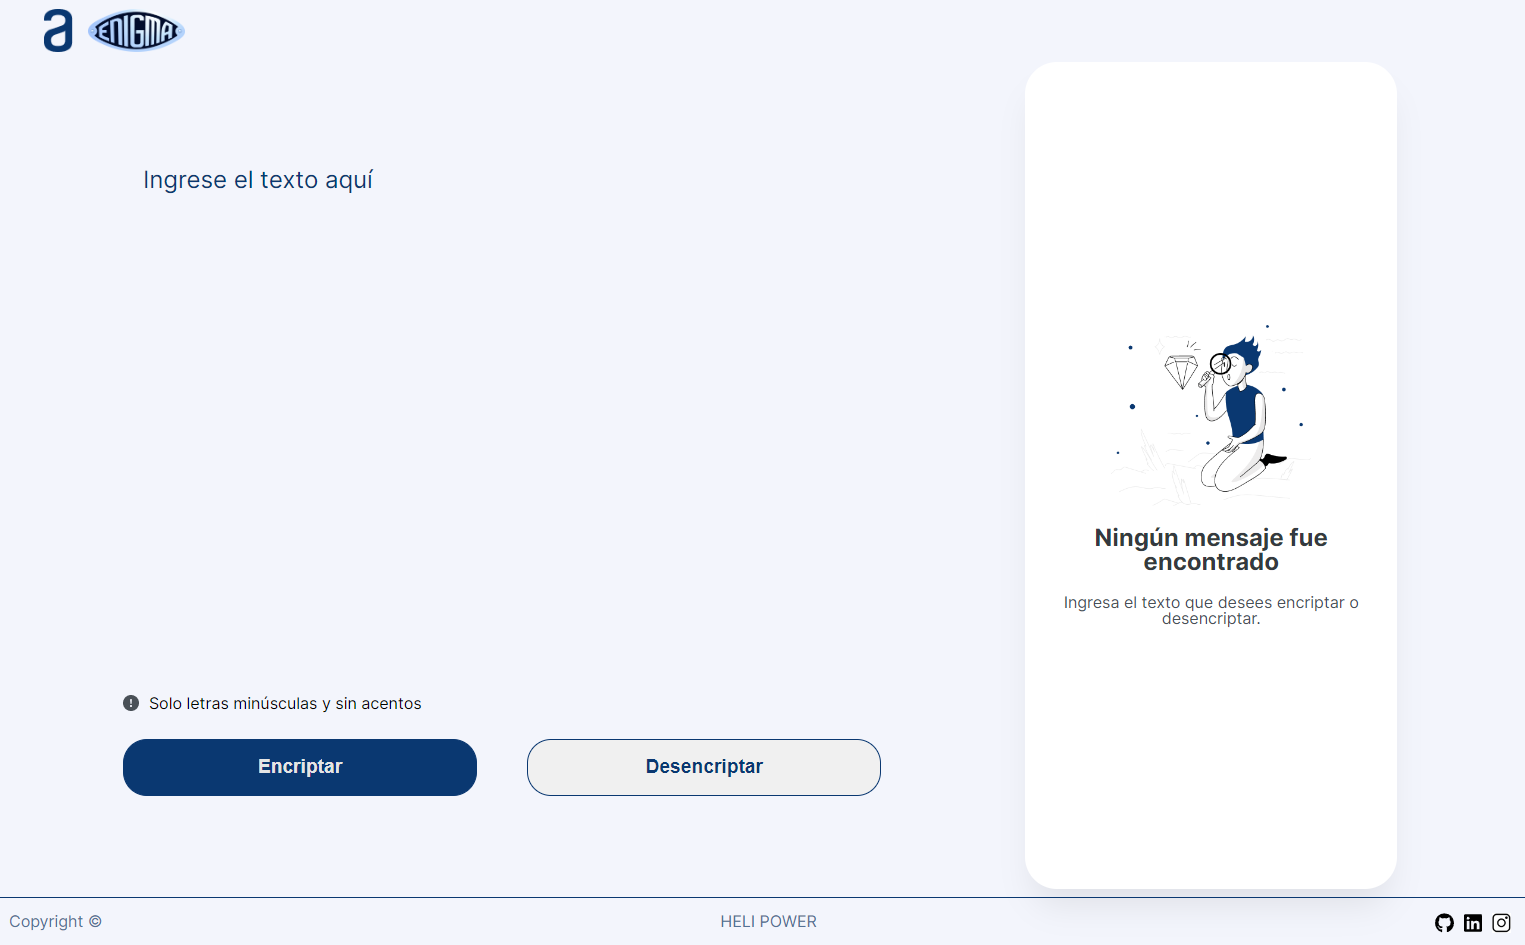 a ENIGMA
Ingrese el texto aquí
Ningún mensaje fue
encontrado
Ingresa el texto que desees encriptar o
desencriptar.
Solo letras minúsculas y sin acentos
Encriptar
Desencriptar
Copyright ©
HELI POWER
in